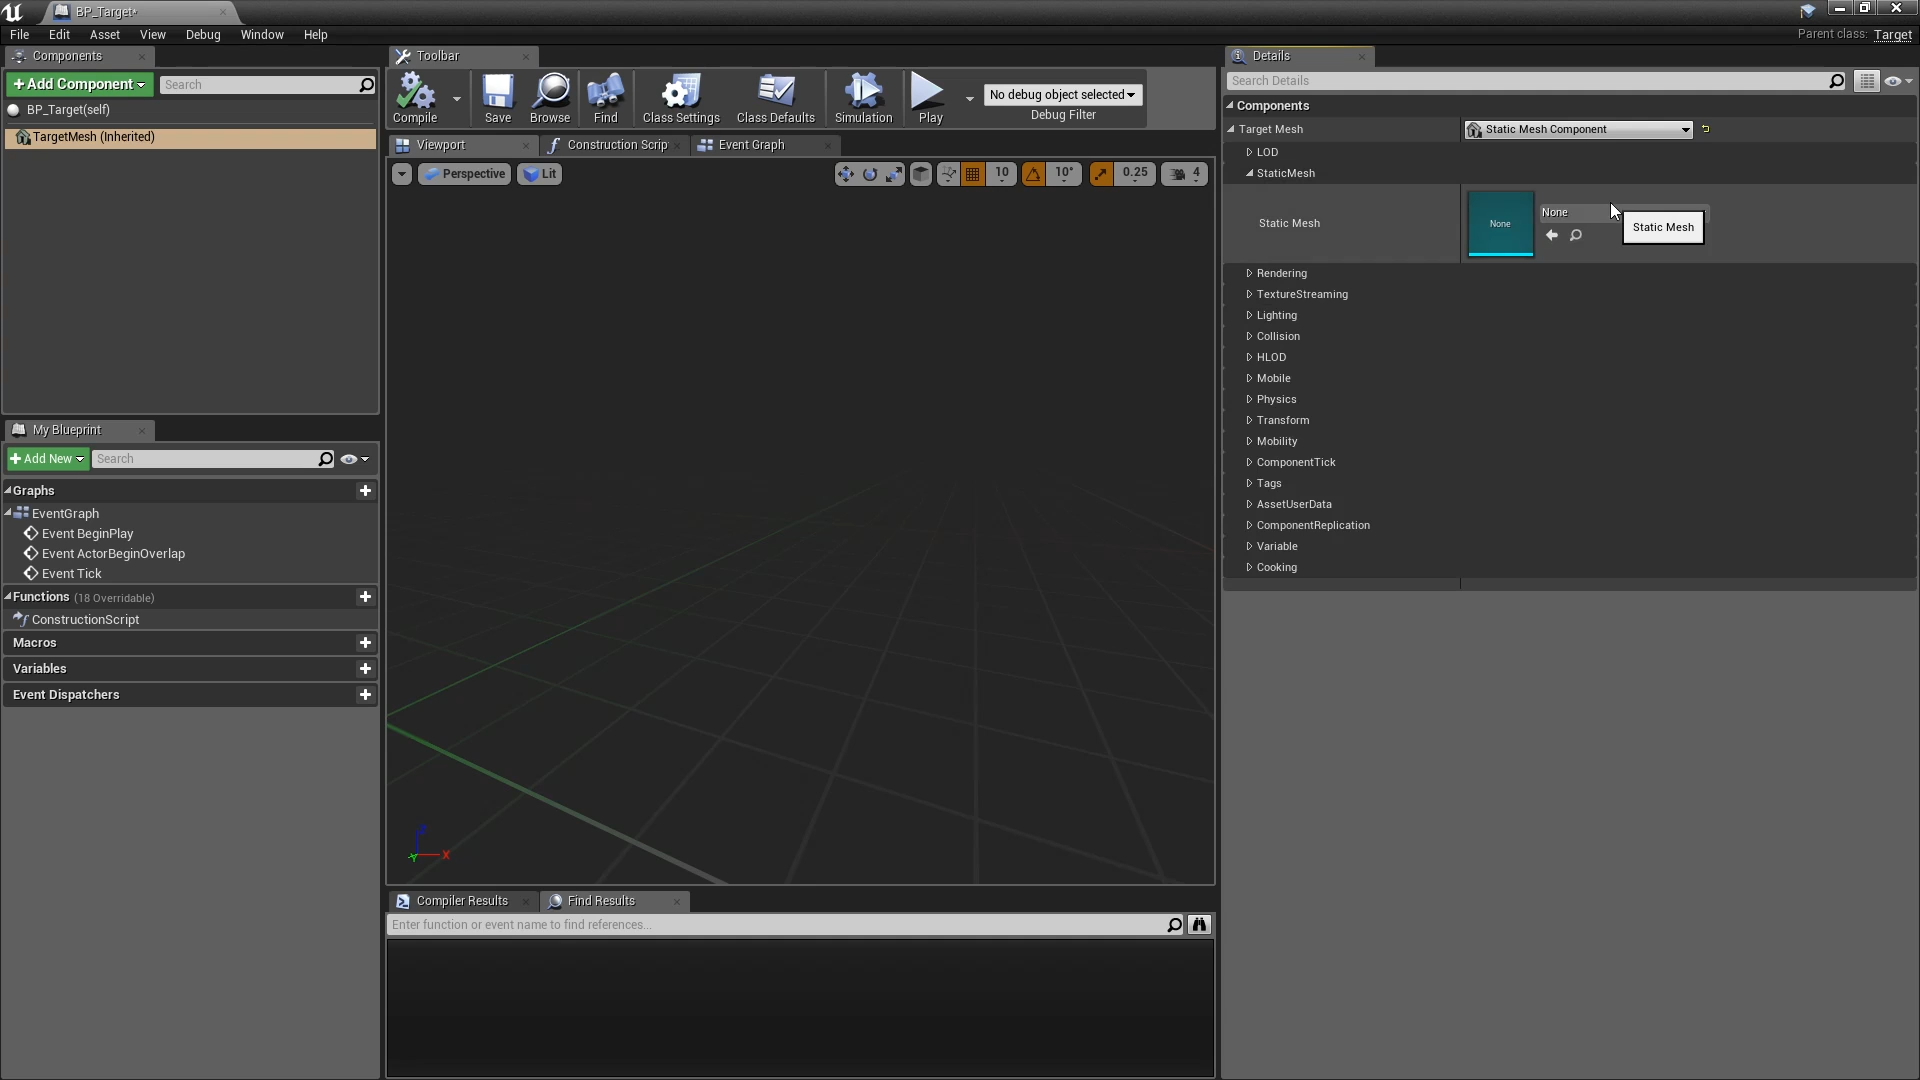 BP_Target*
File Edit Asset View Debug Window Help
Parent class: Target
Components
+ Add Component
Search
BP_Target(self)
TargetMesh (Inherited)
My Blueprint
+ Add New
Search
Graphs
EventGraph
Event BeginPlay
Event ActorBeginOverlap
Event Tick
Functions (18 Overridable)
ConstructionScript
Macros
Variables
Event Dispatchers
Toolbar
Compile
Save
Browse
Find
Class Settings
Class Defaults
Simulation
Play
No debug object selected
Debug Filter
Viewport
Construction Scrip
Event Graph
Perspective
Lit
10
10°
0.25
4
Z
Y
X
Compiler Results
Find Results
Enter function or event name to find references...
Details
Search Details
Components
Target Mesh
Static Mesh Component
LOD
StaticMesh
Static Mesh
None
None
Static Mesh
Rendering
TextureStreaming
Lighting
Collision
HLOD
Mobile
Physics
Transform
Mobility
ComponentTick
Tags
AssetUserData
ComponentReplication
Variable
Cooking